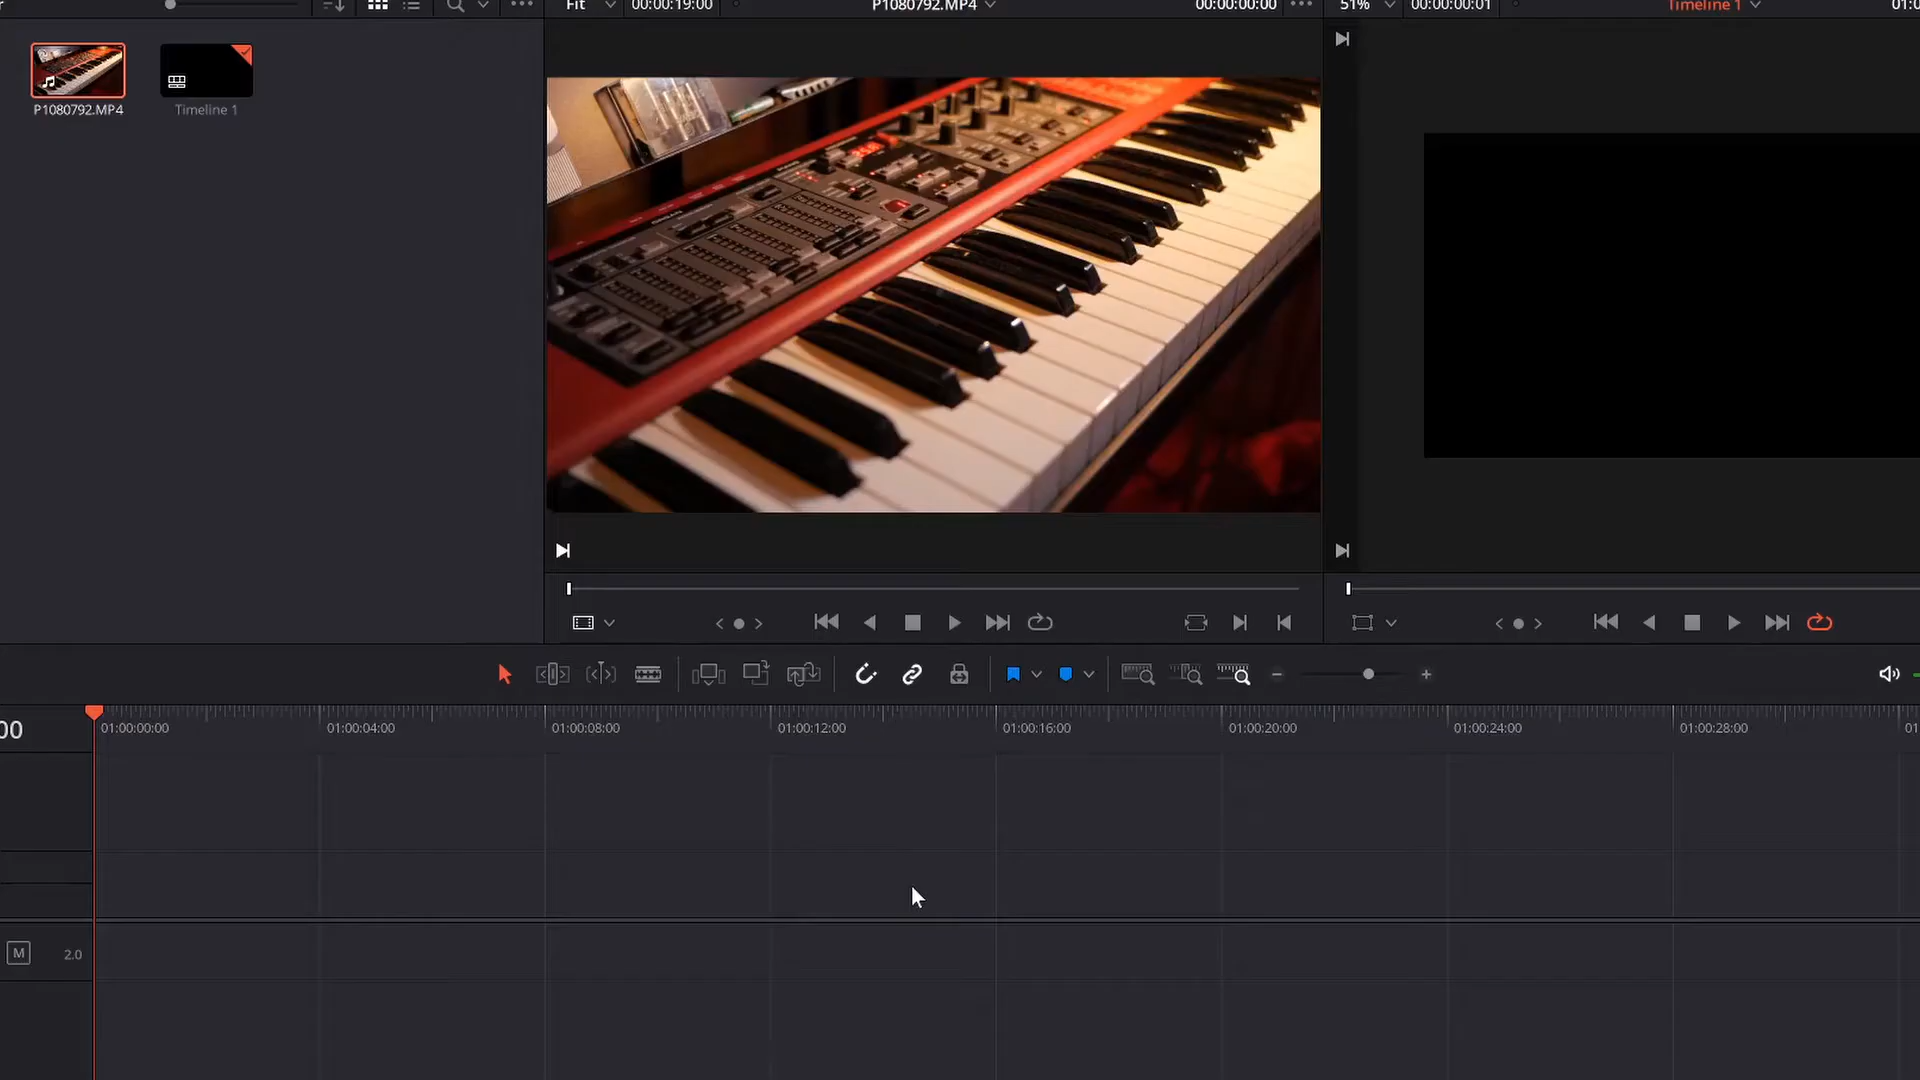 Fit 00:00:19:00 P1080792.MP4 00:00:00:00 51% 00:00:00:01 Timeline 1
P1080792.MP4 Timeline 1
01:00:00:00 01:00:04:00 01:00:08:00 01:00:12:00 01:00:16:00 01:00:20:00 01:00:24:00 01:00:28:00
M 2.0